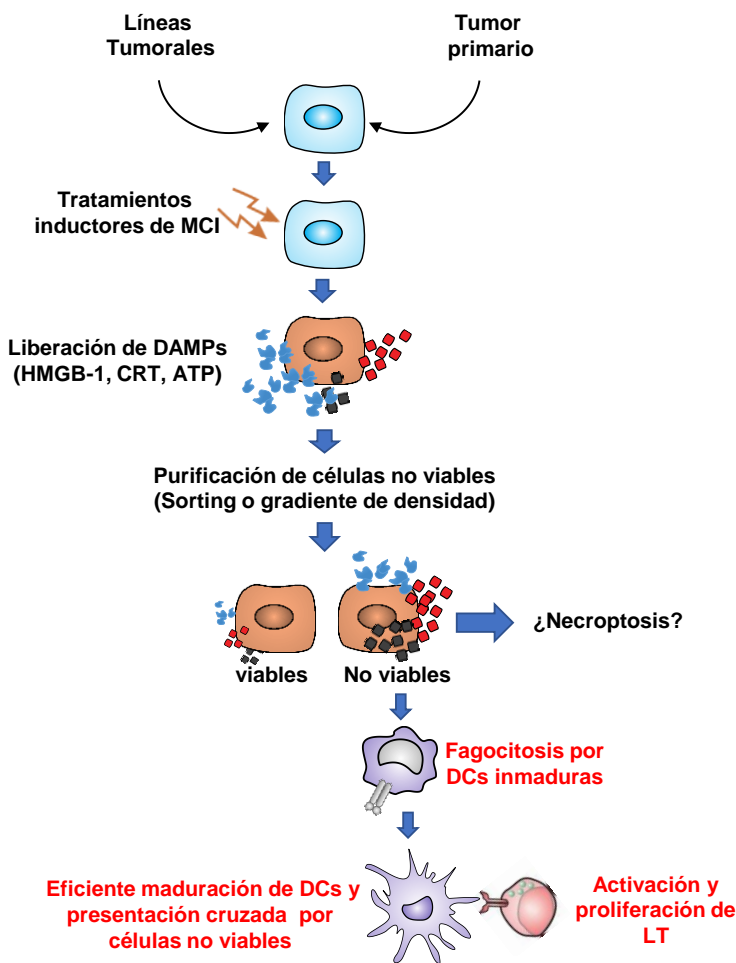 Líneas
Tumorales
Tumor
primario
Tratamientos
inductores de MCI
Liberación de DAMPs
(HMGB-1, CRT, ATP)
Purificación de células no viables
(Sorting o gradiente de densidad)
¿Necroptosis?
viables
No viables
Fagocitosis por
DCs inmaduras
Eficiente maduración de DCs y
presentación cruzada por
células no viables
Activación y
proliferación de
LT